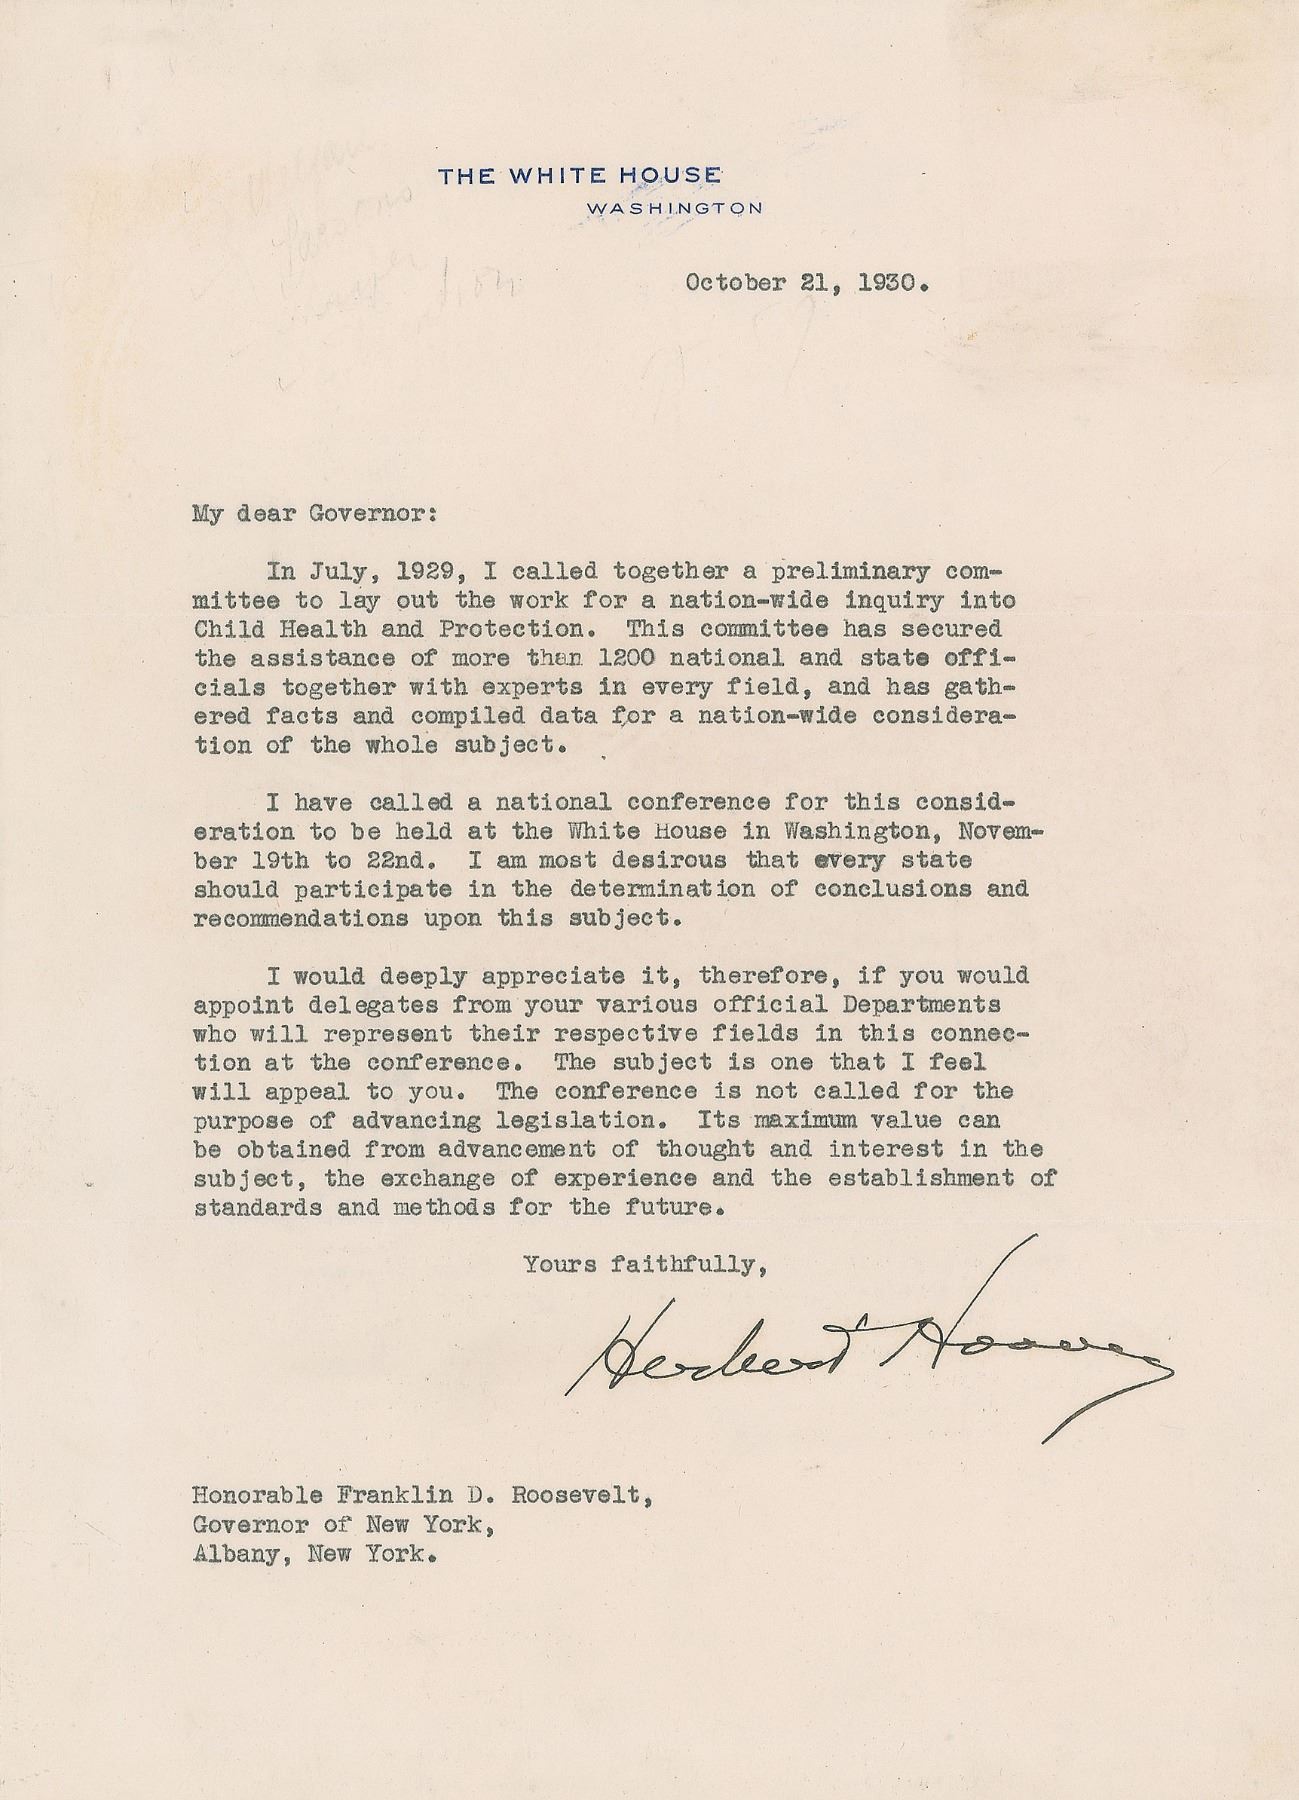 THE WHITE HOUSE
WASHINGTON
October 21, 1930.
My dear Governor:
In July, 1929, I called together a preliminary com-
mittee to lay out the work for a nation-wide inquiry into
Child Health and Protection. This committee has secured
the assistance of more than 1200 national and state offi-
cials together with experts in every field, and has gath-
ered facts and compiled data for a nation-wide considera-
tion of the whole subject.
I have called a national conference for this consid-
eration to be held at the White House in Washington, Novem-
ber 19th to 22nd. I am most desirous that every state
should participate in the determination of conclusions and
recommendations upon this subject.
I would deeply appreciate it, therefore, if you would
appoint delegates from your various official Departments
who will represent their respective fields in this connec-
tion at the conference. The subject is one that I feel
will appeal to you. The conference is not called for the
purpose of advancing legislation. Its maximum value can
be obtained from advancement of thought and interest in the
subject, the exchange of experience and the establishment of
standards and methods for the future.
Yours faithfully,
Herbert Hoover
Honorable Franklin D. Roosevelt,
Governor of New York,
Albany, New York.